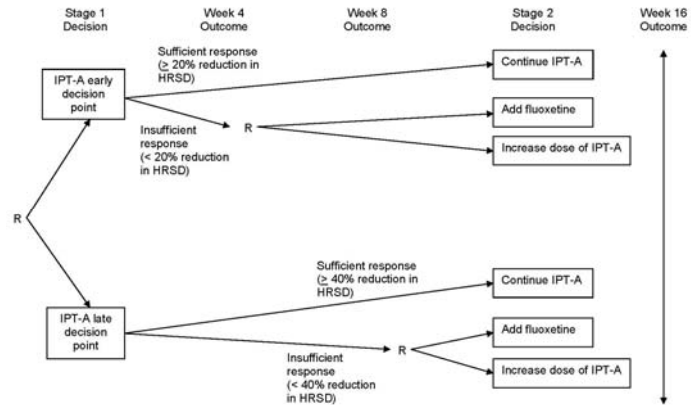 Stage 1
Decision
Week 4
Outcome
Week 8
Outcome
Stage 2
Decision
Week 16
Outcome
Sufficient response
(≥ 20% reduction in
HRSD)
Continue IPT-A
IPT-A early
decision
point
Add fluoxetine
R
Insufficient
response
(< 20% reduction
in HRSD)
Increase dose of IPT-A
R
Sufficient response
(≥ 40% reduction in
HRSD)
Continue IPT-A
IPT-A late
decision
point
Add fluoxetine
R
Insufficient
response
(< 40% reduction
in HRSD)
Increase dose of IPT-A